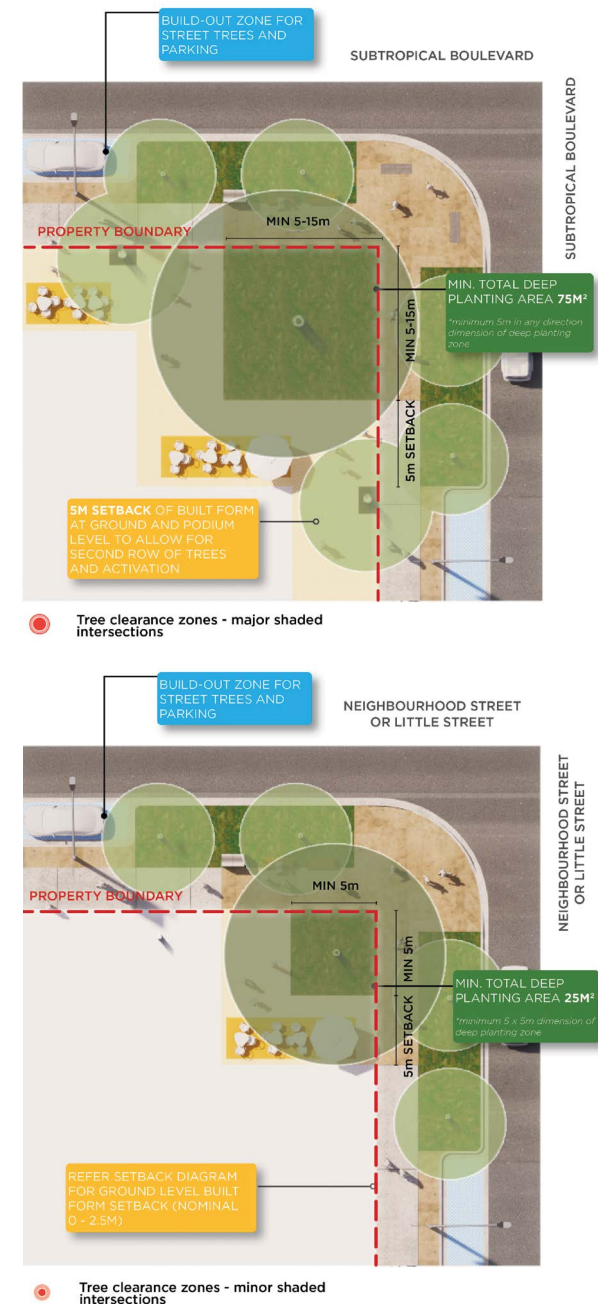 BUILD-OUT ZONE FOR
STREET TREES AND
PARKING
SUBTROPICAL BOULEVARD
SUBTROPICAL BOULEVARD
PROPERTY BOUNDARY
MIN 5-15m
MIN 5-15m
MIN. TOTAL DEEP
PLANTING AREA 75M²
*minimum 5m in any direction
dimension of deep planting
zone
5m SETBACK
5M SETBACK OF BUILT FORM
AT GROUND AND PODIUM
LEVEL TO ALLOW FOR
SECOND ROW OF TREES
AND ACTIVATION
Tree clearance zones - major shaded
intersections
BUILD-OUT ZONE FOR
STREET TREES AND
PARKING
NEIGHBOURHOOD STREET
OR LITTLE STREET
NEIGHBOURHOOD STREET
OR LITTLE STREET
PROPERTY BOUNDARY
MIN 5m
MIN 5m
MIN. TOTAL DEEP
PLANTING AREA 25M²
*minimum 5 x 5m dimension of
deep planting zone
5m SETBACK
REFER SETBACK DIAGRAM
FOR GROUND LEVEL BUILT
FORM SETBACK (NOMINAL
0 - 2.5M)
Tree clearance zones - minor shaded
intersections